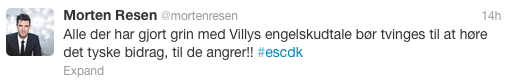 Morten Resen @mortenresen 14h
Alle der har gjort grin med Villys engelskudtale bør tvinges til at høre
det tyske bidrag, til de angrer!! #escdk
Expand